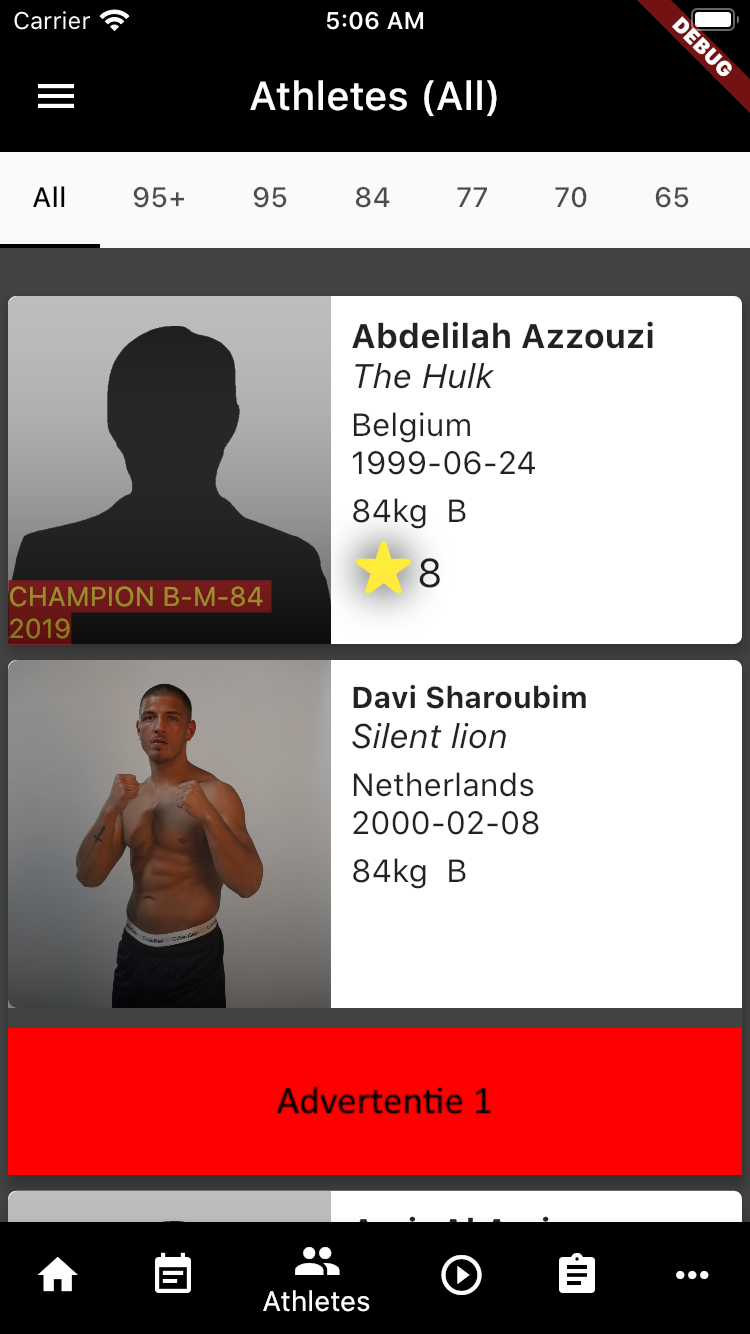 Carrier 5:06 AM
DEBUG
Athletes (All)
All 95+ 95 84 77 70 65
Abdelilah Azzouzi
The Hulk
Belgium
1999-06-24
84kg B
8
CHAMPION B-M-84
2019
Davi Sharoubim
Silent lion
Netherlands
2000-02-08
84kg B
Advertentie 1
Athletes